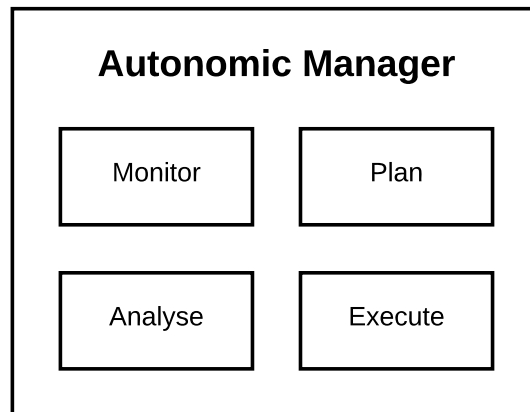 Autonomic Manager
Monitor
Plan
Analyse
Execute